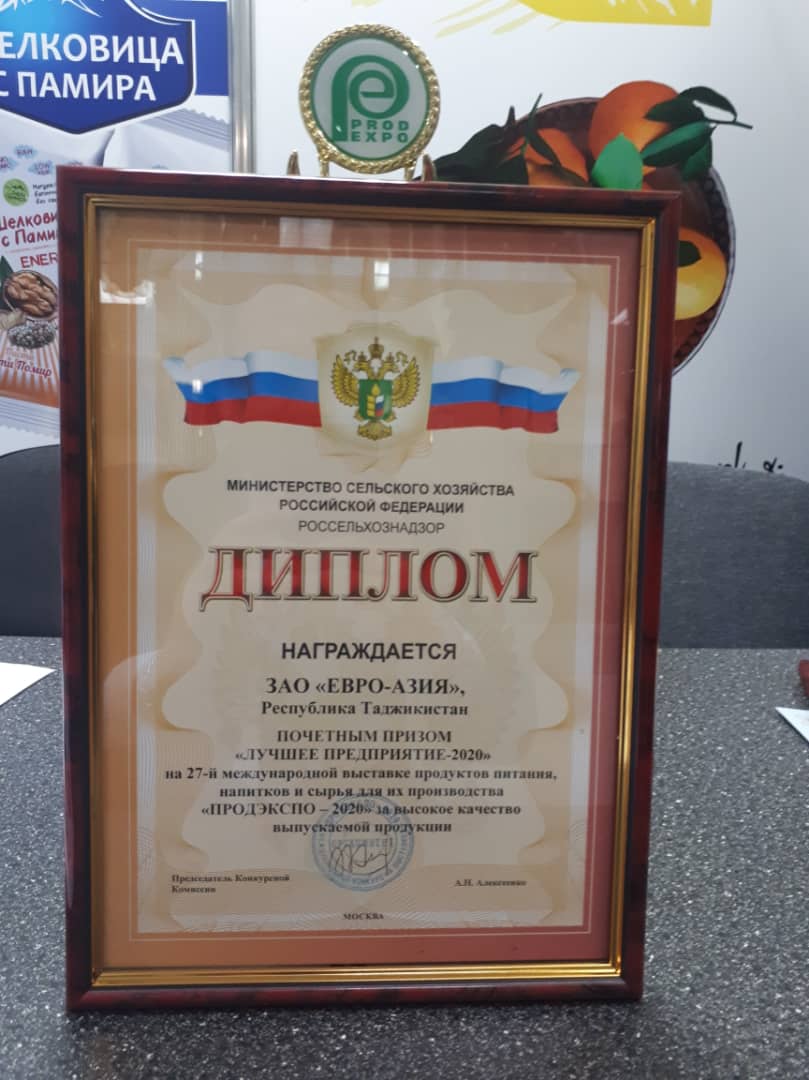 ЕЛКОВИЦА
С ПАМИРА
PROD
EXPO
с Пами
ENER
МИНИСТЕРСТВО СЕЛЬСКОГО ХОЗЯЙСТВА
РОССИЙСКОЙ ФЕДЕРАЦИИ
РОССЕЛЬХОЗНАДЗОР
ДИПЛОМ
НАГРАЖДАЕТСЯ
ЗАО «ЕВРО-АЗИЯ»,
Республика Таджикистан
ПОЧЕТНЫМ ПРИЗОМ
«ЛУЧШЕЕ ПРЕДПРИЯТИЕ-2020»
на 27-й международной выставке продуктов питания,
напитков и сырья для их производства
«ПРОДЭКСПО – 2020» за высокое качество
выпускаемой продукции
Председатель Конкурсной
Комиссии
А.Н. Алексеенко
МОСКВА